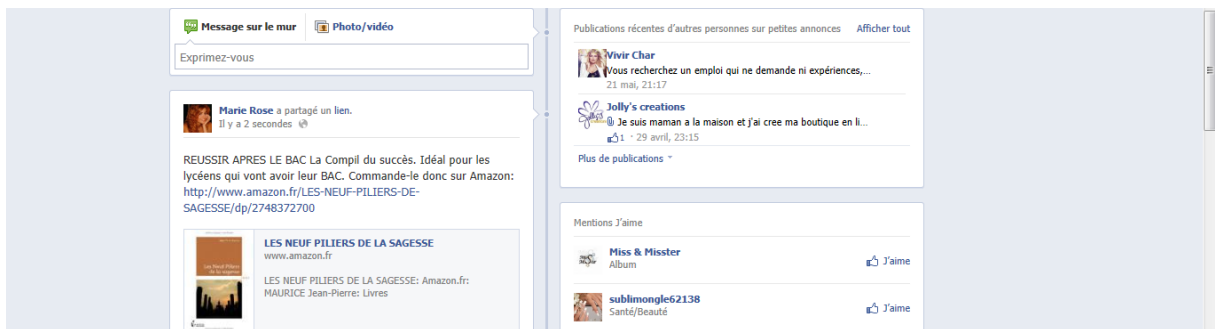 Message sur le mur
Photo/vidéo
Exprimez-vous
Marie Rose a partagé un lien.
Il y a 2 secondes
REUSSIR APRES LE BAC La Compil du succès. Idéal pour les
lycéens qui vont avoir leur BAC. Commande-le donc sur Amazon:
http://www.amazon.fr/LES-NEUF-PILIERS-DE-
SAGESSE/dp/2748372700
Les Neuf Piliers
de la sagesse
LES NEUF PILIERS DE LA SAGESSE
www.amazon.fr
LES NEUF PILIERS DE LA SAGESSE: Amazon.fr:
MAURICE Jean-Pierre: Livres
Publications récentes d'autres personnes sur petites annonces
Afficher tout
Vivir Char
Vous recherchez un emploi qui ne demande ni expériences,...
21 mai, 21:17
Jolly's creations
Je suis maman a la maison et j'ai cree ma boutique en li...
1 · 29 avril, 23:15
Plus de publications
Mentions J'aime
Miss & Misster
Album
J'aime
sublimongle62138
Santé/Beauté
J'aime